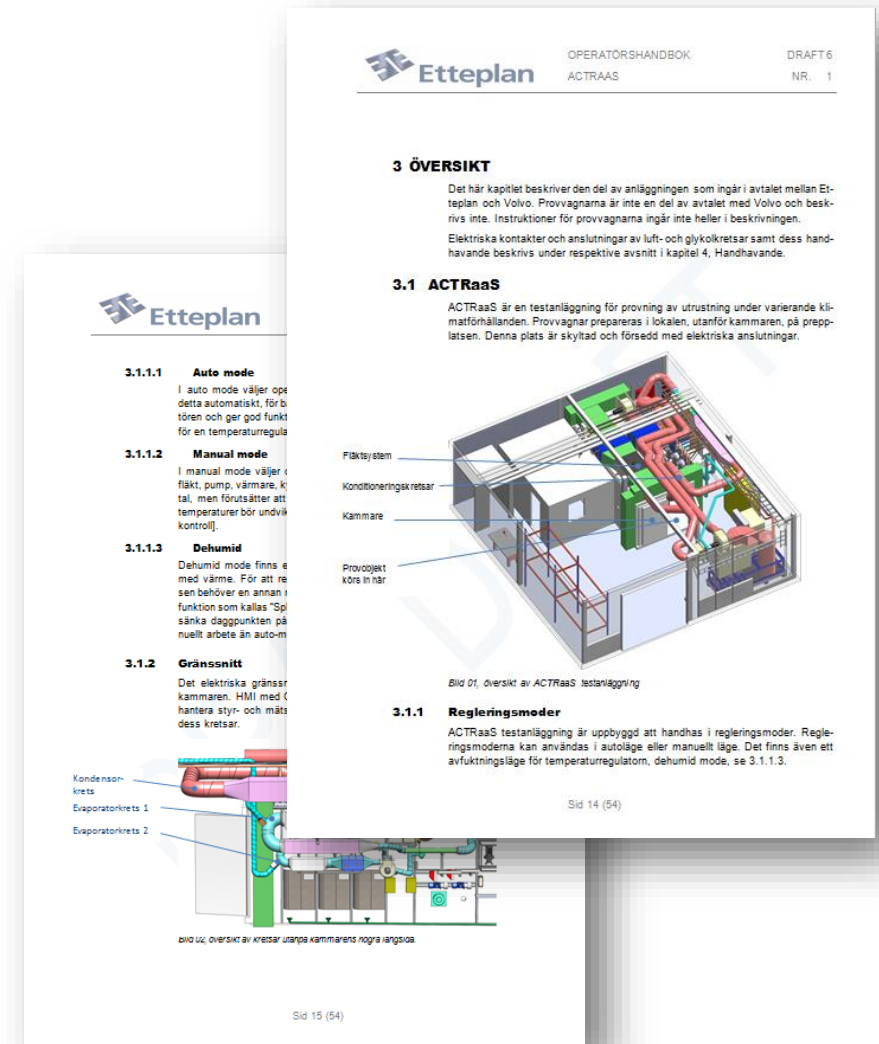 Etteplan
OPERATÖRSHANDBOK
DRAFT 6
ACTRAAS
NR. 1
3 ÖVERSIKT
Det här kapitlet beskriver den del av anläggningen som ingår i avtalet mellan Et-
teplan och Volvo. Provvagnarna är inte en del av avtalet med Volvo och besk-
rivs inte. Instruktioner för provvagnarna ingår inte heller i beskrivningen.
Elektriska kontakter och anslutningar av luft- och glykolkretsar samt dess hand-
havande beskrivs under respektive avsnitt i kapitel 4, Handhavande.
3.1 ACTRaaS
ACTRaaS är en testanläggning för provning av utrustning under varierande kli-
matförhållanden. Provvagnar prepareras i lokalen, utanför kammaren, på prepp-
latsen. Denna plats är skyltad och försedd med elektriska anslutningar.
Fläktsystem
Konditioneringskretsar
Kammare
Provobjekt
körs in här
Bild 01, översikt av ACTRaaS testanläggning
3.1.1 Regleringsmoder
ACTRaaS testanläggning är uppbyggd att handhas i regleringsmoder. Regle-
ringsmoderna kan användas i autoläge eller manuellt läge. Det finns även ett
avfuktningsläge för temperaturregulatorn, dehumid mode, se 3.1.1.3.
Sid 14 (54)
Etteplan
3.1.1.1 Auto mode
I auto mode väljer
detta automatiskt, för
tören och ger god
för en
3.1.1.2 Manual mode
I manual mode väljer
fläkt, pump, värmare,
tal, men förutsätter att
temperaturer bör
kontroll].
3.1.1.3 Dehumid
Dehumid mode finns
med värme. För att
sen behöver en annan
funktion som kallas
sänka daggpunkten på
nuellt arbete än
3.1.2 Gränssnitt
Det elektriska
kammaren. HMI med
hantera styr- och
dess kretsar.
Kondensor-
krets
Evaporatorkrets 1
Evaporatorkrets 2
Bild 02, översikt av kretsar utanpå kammarens högra långsida.
Sid 15 (54)